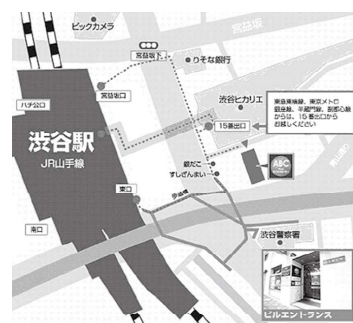 ビックカメラ
宮益坂
宮益坂下
りそな銀行
ハチ公口
宮益坂口
渋谷ヒカリエ
東急東横線、東京メトロ
銀座線、半蔵門線、副都心線
からは、15番出口から
お越しください
15番出口
渋谷駅
JR山手線
銀だこ
すしざんまい
ABC
東口
歩道橋
南口
渋谷警察署
ビルエントランス